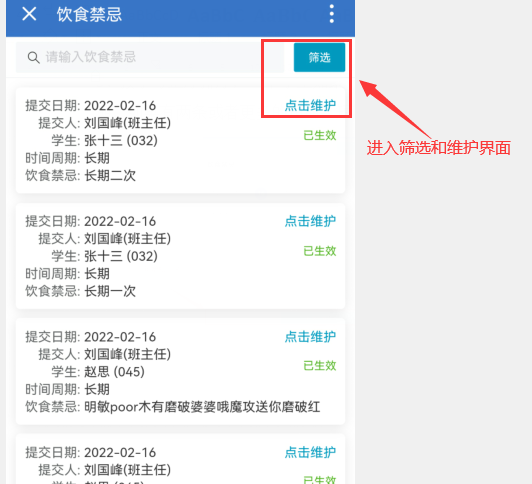 饮食禁忌
请输入饮食禁忌
筛选
提交日期: 2022-02-16 点击维护
提交人: 刘国峰(班主任)
已生效
学生: 张十三 (032)
时间周期: 长期
饮食禁忌: 长期二次
进入筛选和维护界面
提交日期: 2022-02-16 点击维护
提交人: 刘国峰(班主任)
已生效
学生: 张十三 (032)
时间周期: 长期
饮食禁忌: 长期一次
提交日期: 2022-02-16 点击维护
提交人: 刘国峰(班主任)
已生效
学生: 赵思 (045)
时间周期: 长期
饮食禁忌: 明敏poor木有磨破婆婆哦魔攻送你磨破红
提交日期: 2022-02-16 点击维护
提交人: 刘国峰(班主任)
已生效